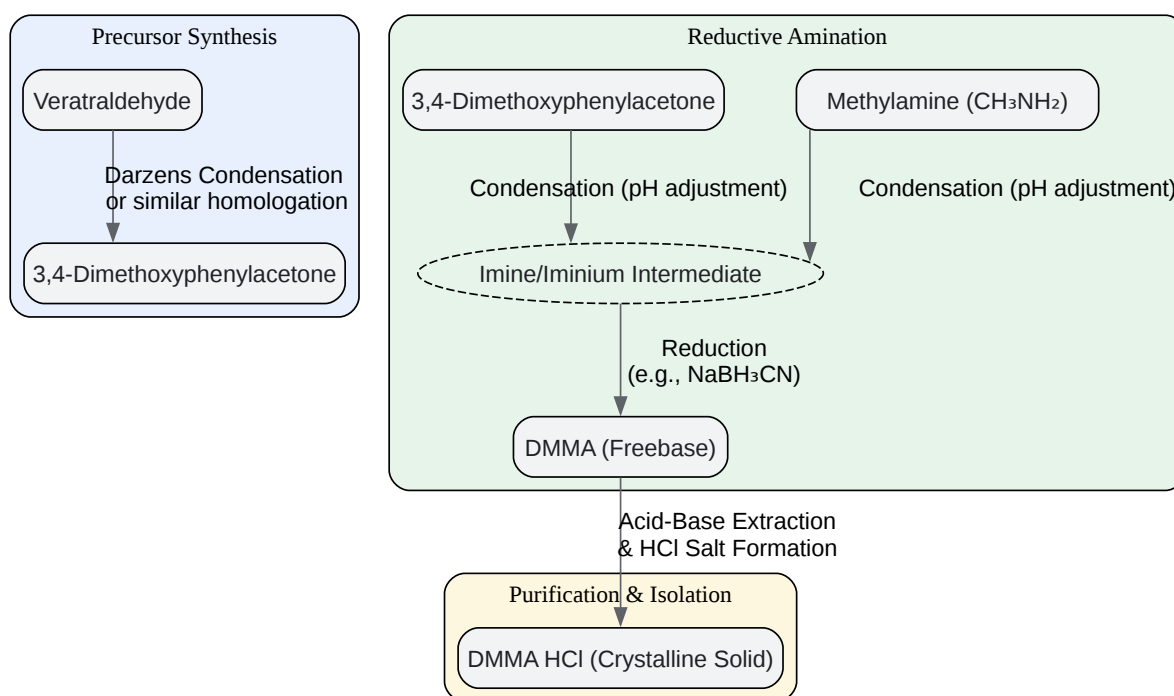 Precursor Synthesis
Veratraldehyde
Darzens Condensation
or similar homologation
3,4-Dimethoxyphenylacetone
Reductive Amination
3,4-Dimethoxyphenylacetone
Methylamine (CH₃NH₂)
Condensation (pH adjustment)
Condensation (pH adjustment)
Imine/Iminium Intermediate
Reduction
(e.g., NaBH₃CN)
DMMA (Freebase)
Acid-Base Extraction
& HCl Salt Formation
Purification & Isolation
DMMA HCl (Crystalline Solid)